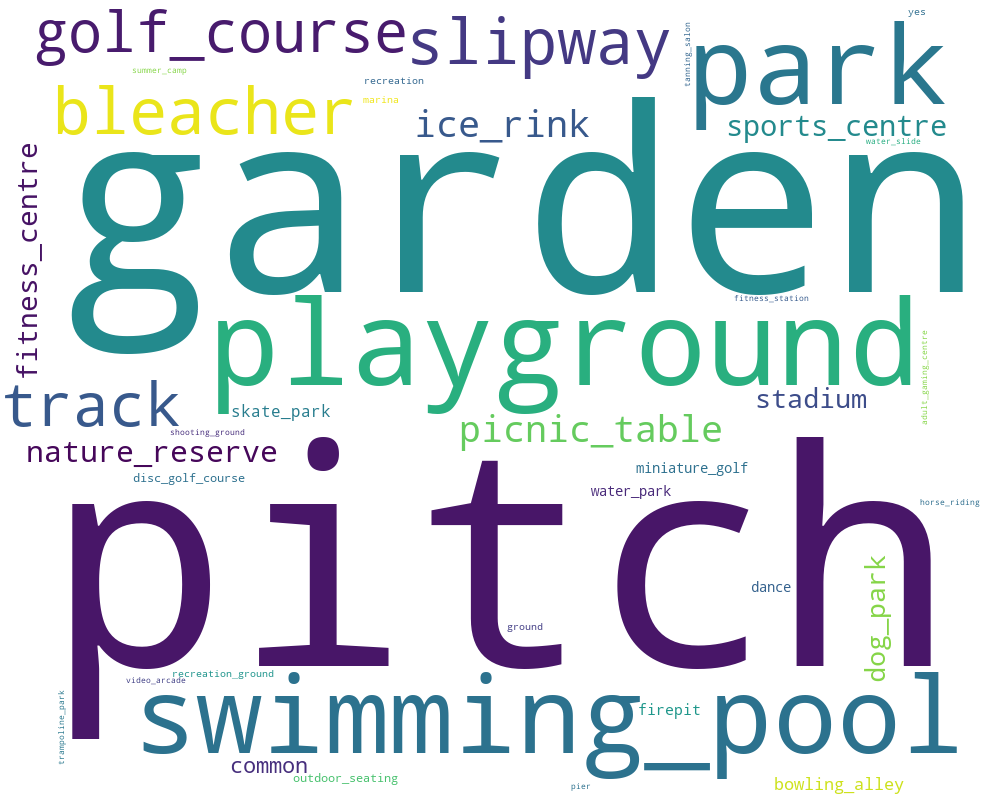 golf_course
slipway
park
yes
tanning_salon
summer_camp
recreation
marina
bleacher
ice_rink
sports_centre
water_slide
fitness_centre
garden
fitness_station
playground
adult_gaming_centre
track
skate_park
stadium
shooting_ground
picnic_table
nature_reserve
pitch
disc_golf_course
miniature_golf
water_park
horse_riding
dance
dog_park
ground
recreation_ground
video_arcade
trampoline_park
swimming_pool
firepit
common
outdoor_seating
pier
bowling_alley